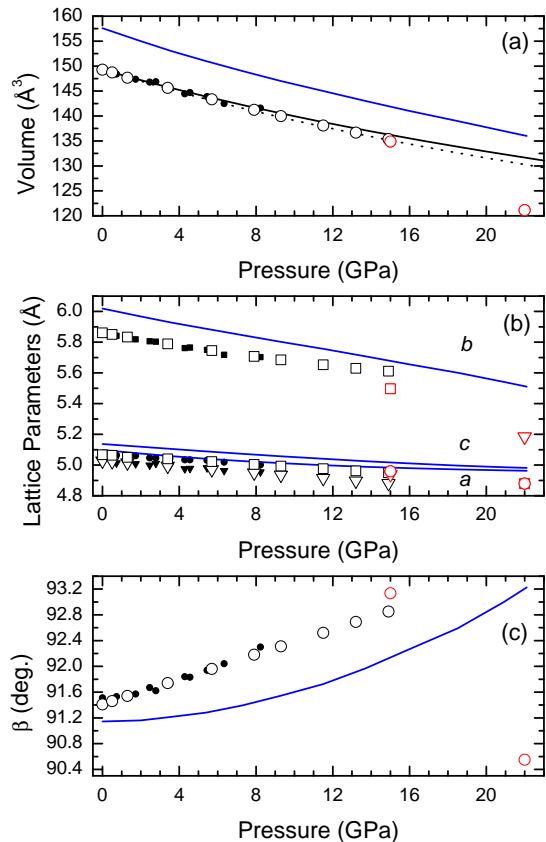 160
155
150
145
140
135
130
125
120
Volume (Å³)
(a)
0 4 8 12 16 20
Pressure (GPa)
6.0
5.8
5.6
5.4
5.2
5.0
4.8
Lattice Parameters (Å)
(b)
b
c
a
0 4 8 12 16 20
Pressure (GPa)
93.2
92.8
92.4
92.0
91.6
91.2
90.8
90.4
β (deg.)
(c)
0 4 8 12 16 20
Pressure (GPa)